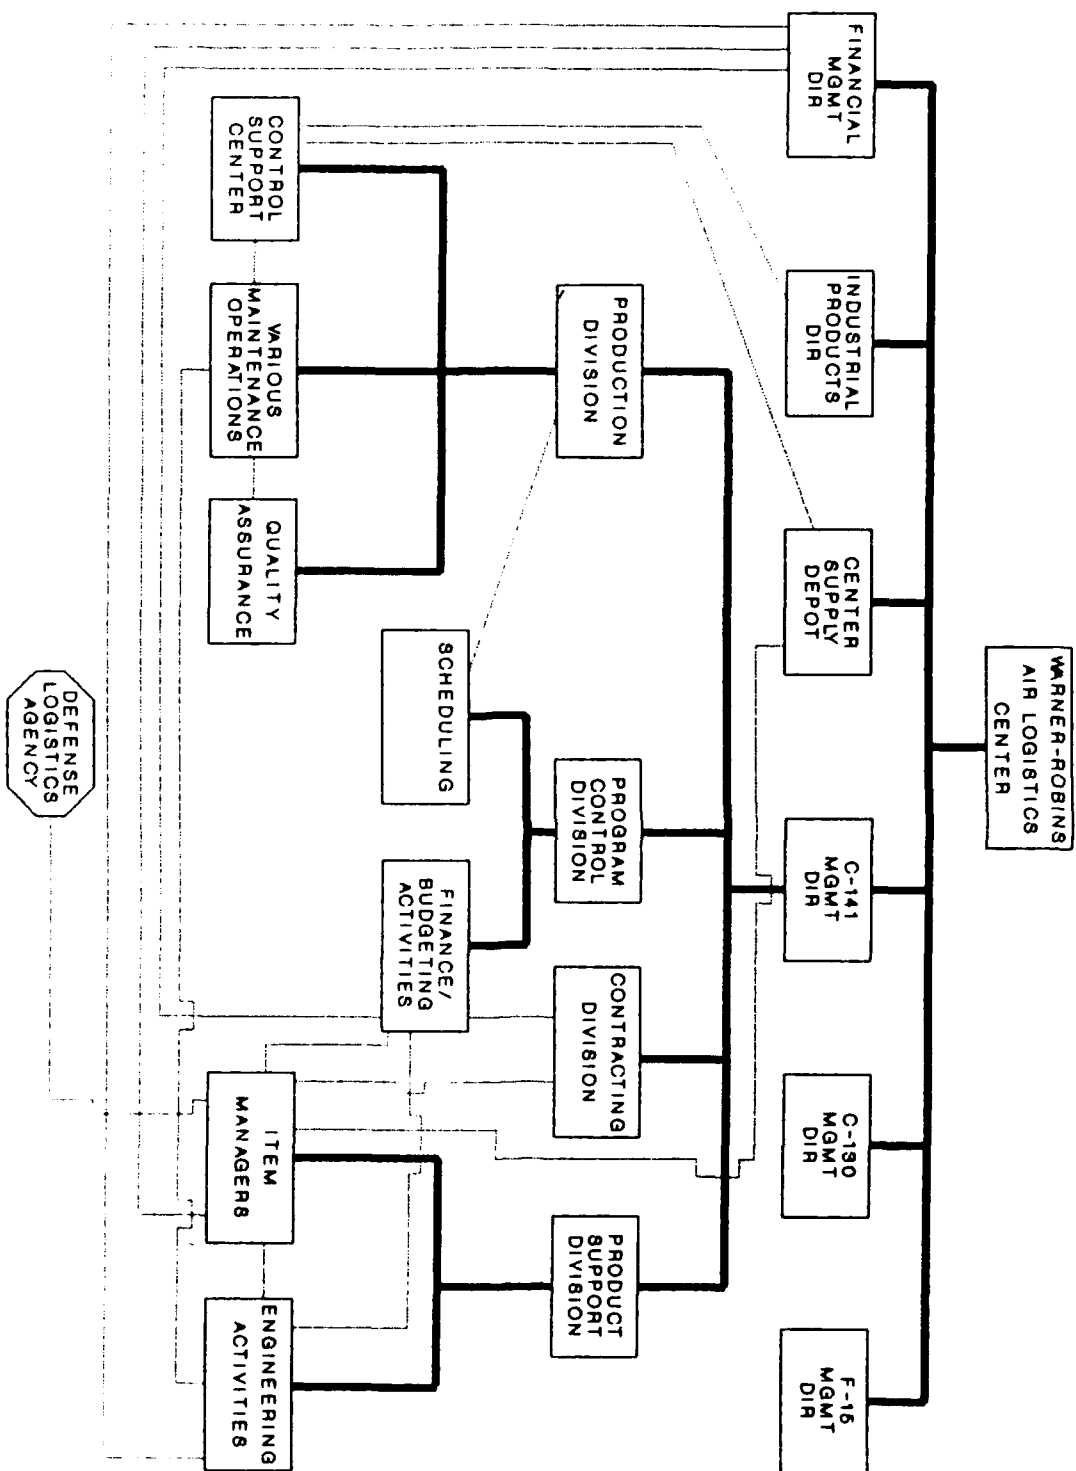 WARNER-ROBINS
AIR LOGISTICS
CENTER
FINANCIAL
MGMT
DIR
INDUSTRIAL
PRODUCTS
DIR
CENTER
SUPPLY
DEPOT
C-141
MGMT
DIR
C-130
MGMT
DIR
F-15
MGMT
DIR
PRODUCTION
DIVISION
PROGRAM
CONTROL
DIVISION
CONTRACTING
DIVISION
PRODUCT
SUPPORT
DIVISION
SCHEDULING
FINANCE/
BUDGETING
ACTIVITIES
CONTROL
SUPPORT
CENTER
VARIOUS
MAINTENANCE
OPERATIONS
QUALITY
ASSURANCE
ITEM
MANAGERS
ENGINEERING
ACTIVITIES
DEFENSE
LOGISTICS
AGENCY